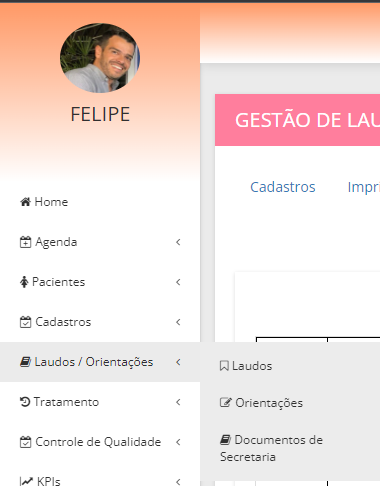 FELIPE
Home
Agenda
Pacientes
Cadastros
Laudos / Orientações
Tratamento
Controle de Qualidade
KPIs
GESTÃO DE LAU
Cadastros
Impri
Laudos
Orientações
Documentos de
Secretaria